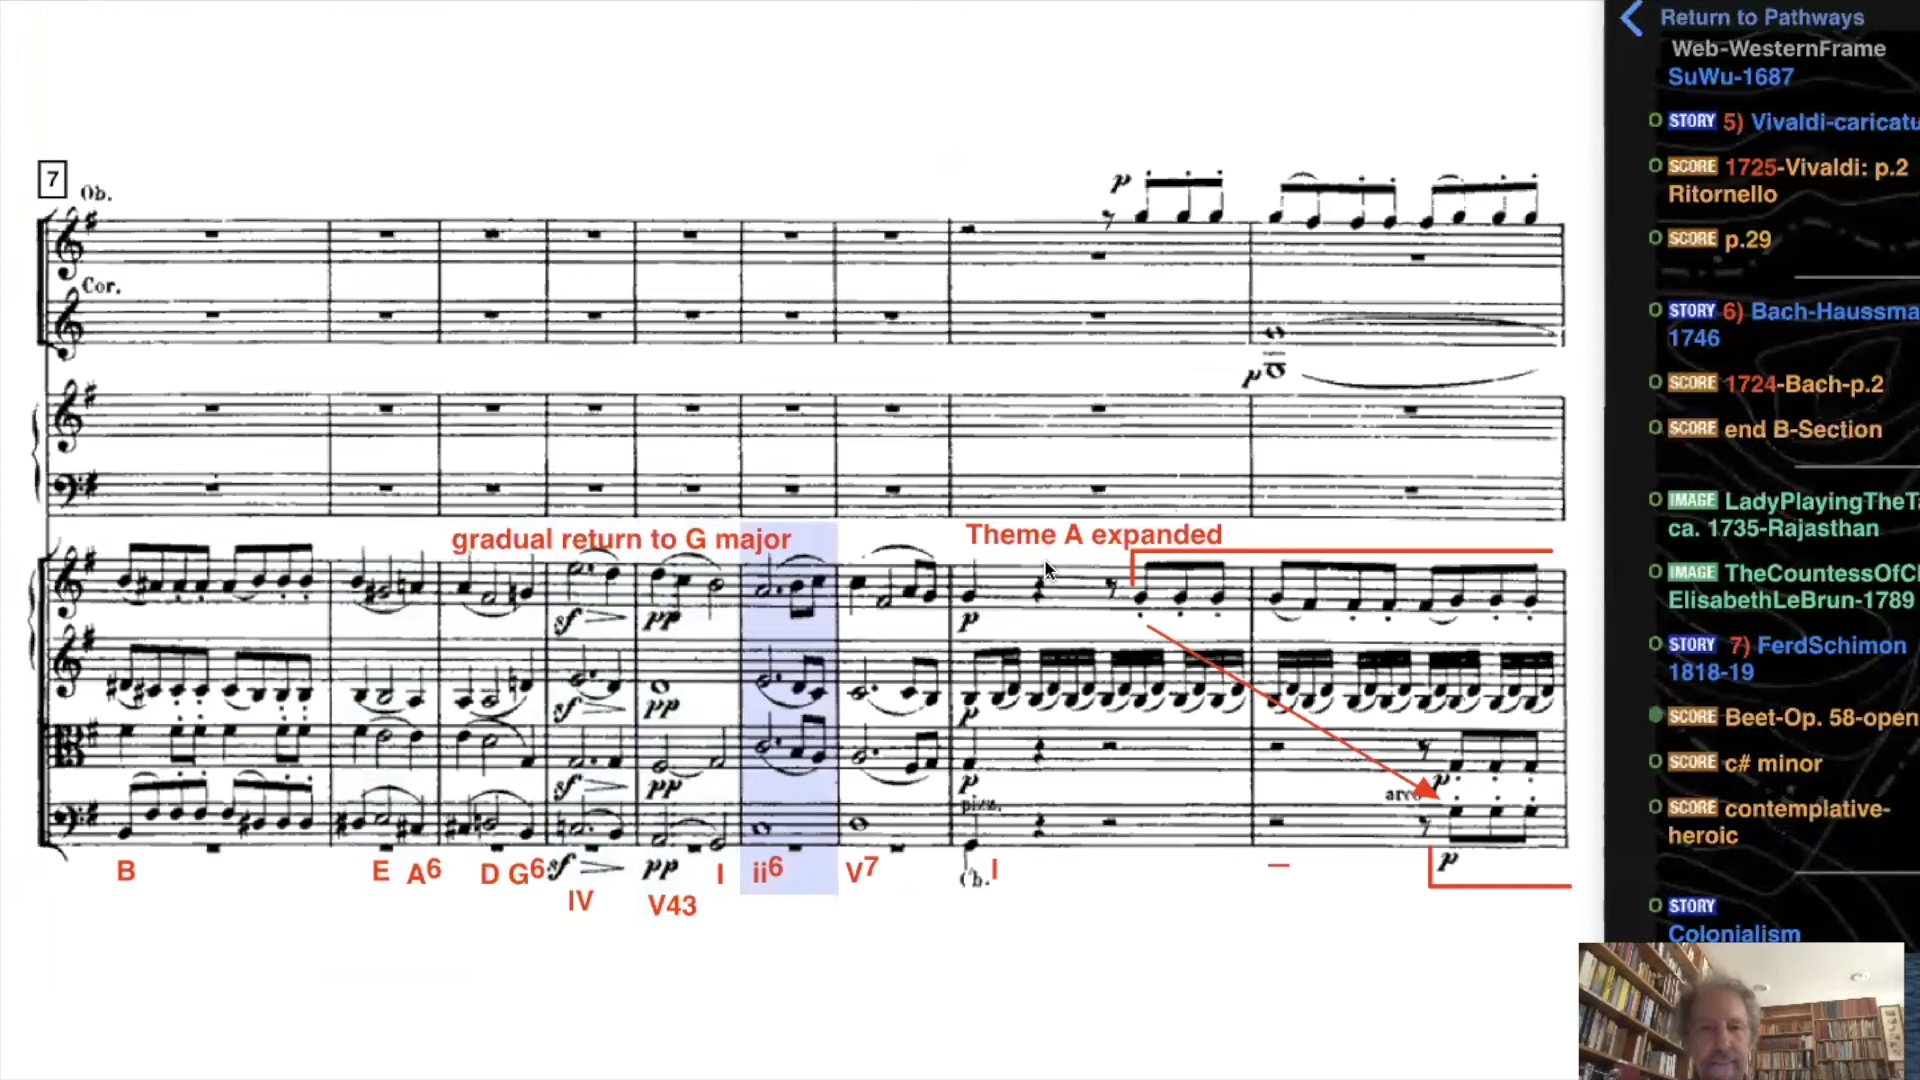 7
Ob.
p
Cor.
p
gradual return to G major
Theme A expanded
sf
pp
p
sf
pp
p
sf
pp
p
p
pizz.
arco
B
E A6
D G6
sf
pp
I
ii6
V7
Cb.
I
—
p
IV
V43
Return to Pathways
Web-WesternFrame
SuWu-1687
STORY 5) Vivaldi-caricatu
SCORE 1725-Vivaldi: p.2
Ritornello
SCORE p.29
STORY 6) Bach-Haussma
1746
SCORE 1724-Bach-p.2
SCORE end B-Section
IMAGE LadyPlayingTheTa
ca. 1735-Rajasthan
IMAGE TheCountessOfCh
ElisabethLeBrun-1789
STORY 7) FerdSchimon
1818-19
SCORE Beet-Op. 58-open
SCORE c# minor
SCORE contemplative-
heroic
STORY
Colonialism